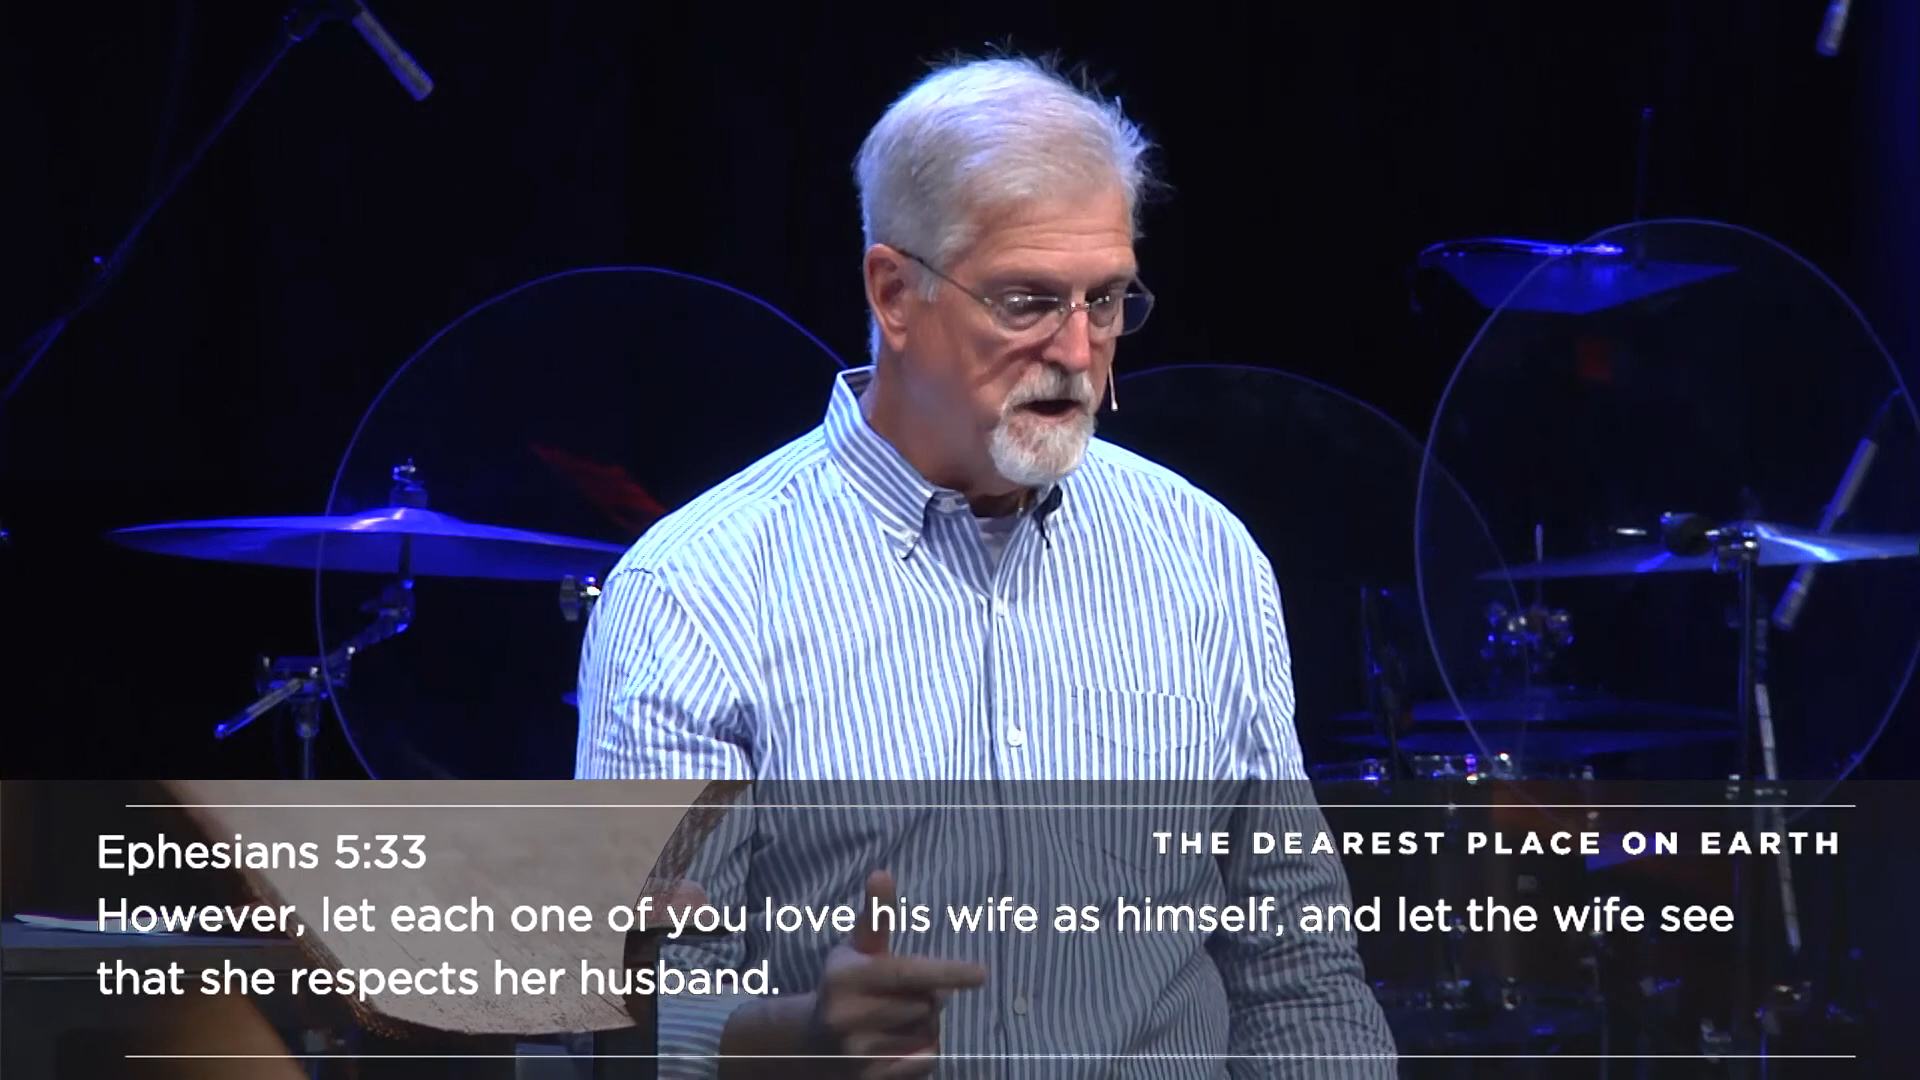 Ephesians 5:33
THE DEAREST PLACE ON EARTH
However, let each one of you love his wife as himself, and let the wife see
that she respects her husband.